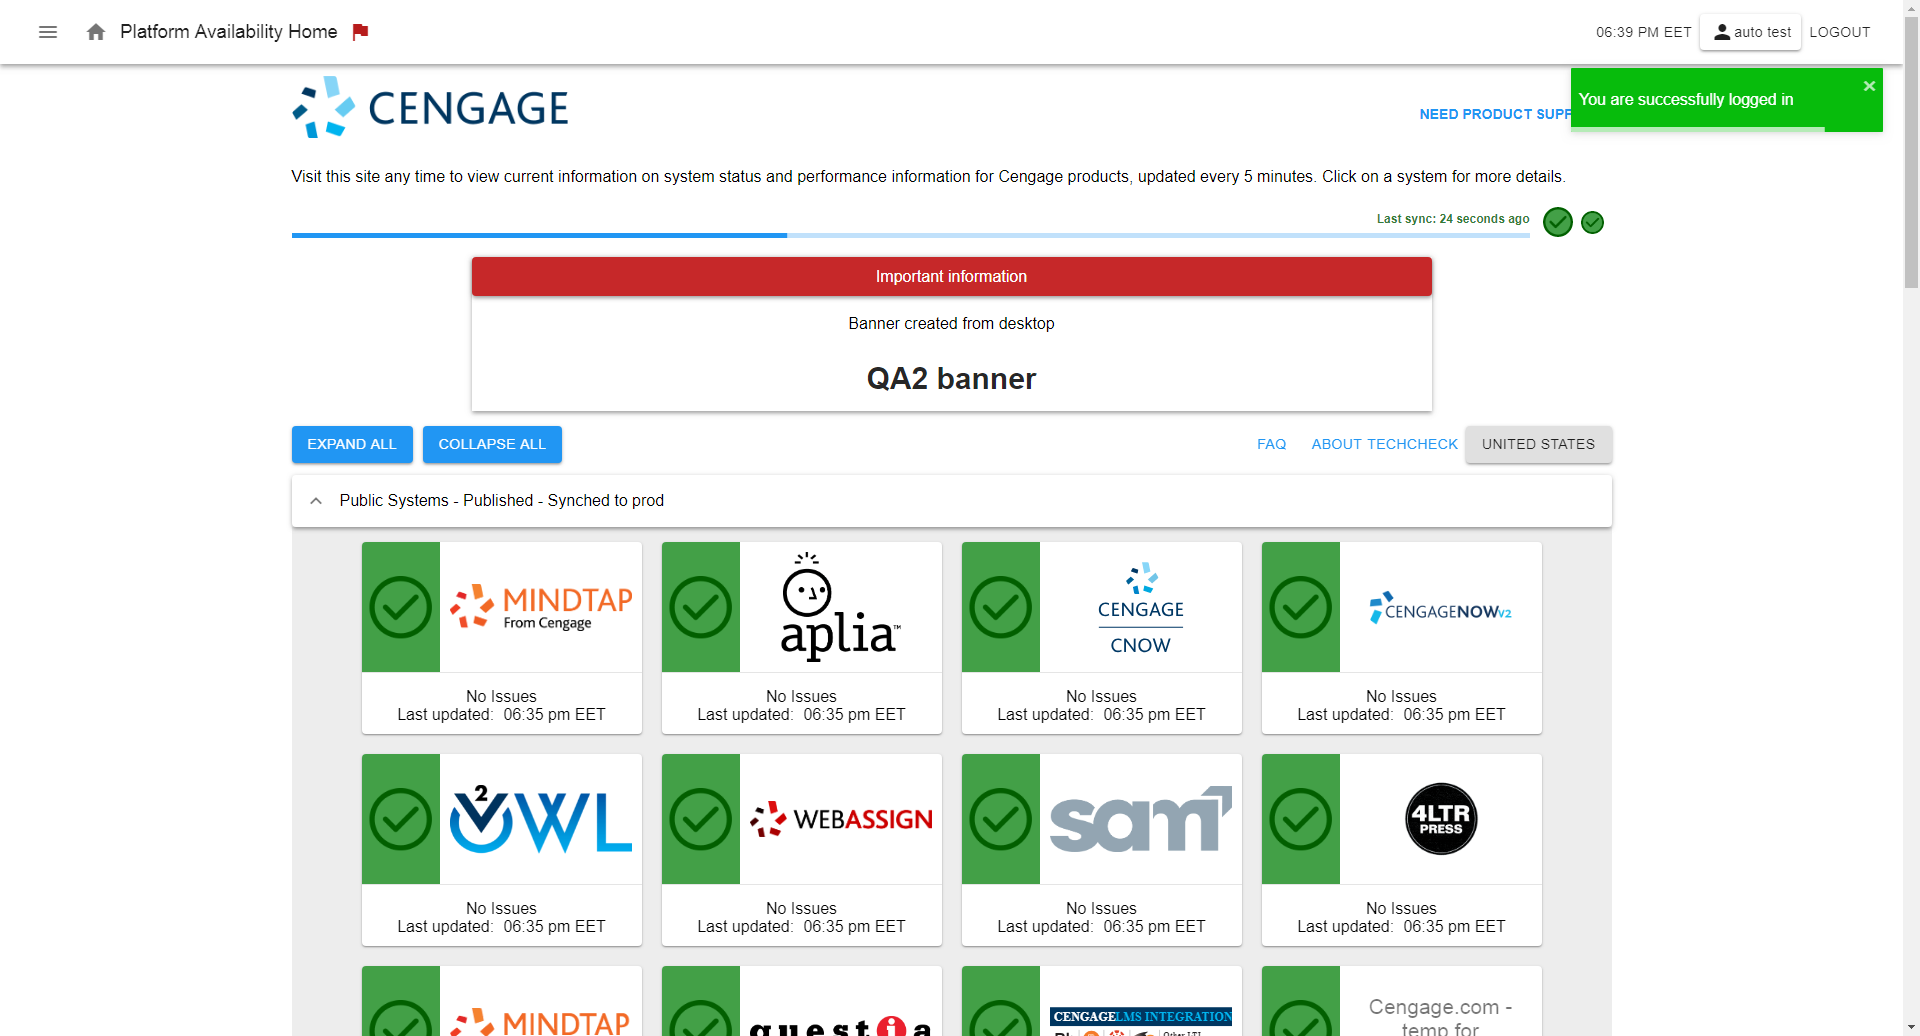 Platform Availability Home
06:39 PM EET
auto test
LOGOUT
You are successfully logged in
CENGAGE
NEED PRODUCT SUPP
Visit this site any time to view current information on system status and performance information for Cengage products, updated every 5 minutes. Click on a system for more details.
Last sync: 24 seconds ago
Important information
Banner created from desktop
QA2 banner
EXPAND ALL
COLLAPSE ALL
FAQ
ABOUT TECHCHECK
UNITED STATES
Public Systems - Published - Synched to prod
MINDTAP
From Cengage
No Issues
Last updated: 06:35 pm EET
aplia™
No Issues
Last updated: 06:35 pm EET
CENGAGE
CNOW
No Issues
Last updated: 06:35 pm EET
CENGAGENOWV2
No Issues
Last updated: 06:35 pm EET
2
OWL
No Issues
Last updated: 06:35 pm EET
WEBASSIGN
No Issues
Last updated: 06:35 pm EET
sam
No Issues
Last updated: 06:35 pm EET
4LTR
PRESS
No Issues
Last updated: 06:35 pm EET
MINDTAP
questia
CENGAGE LMS INTEGRATION
Other LTI
Cengage.com -
temp for